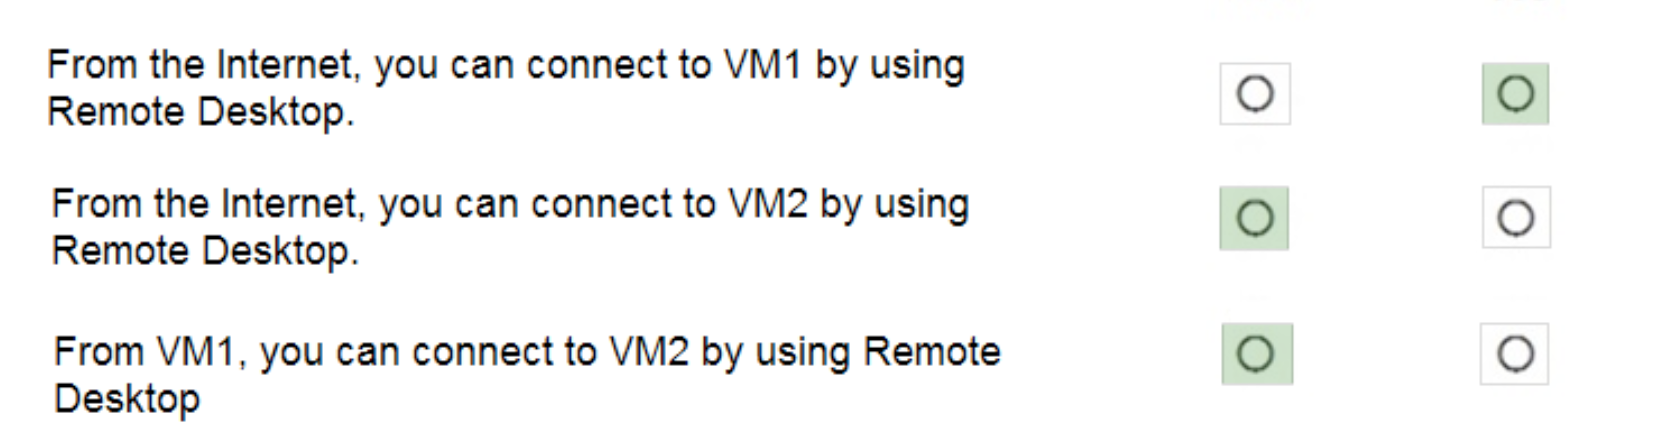 From the Internet, you can connect to VM1 by using
Remote Desktop.
From the Internet, you can connect to VM2 by using
Remote Desktop.
From VM1, you can connect to VM2 by using Remote
Desktop